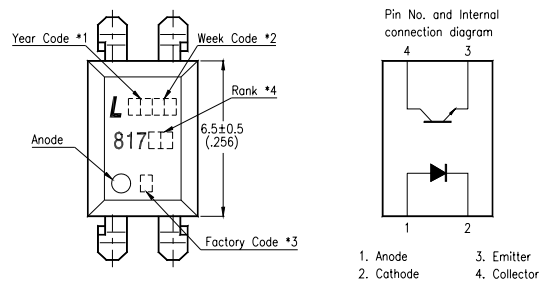 Pin No. and Internal
connection diagram
Year Code *1
Week Code *2
4
3
L
Rank *4
817
6.5±0.5
(.256)
Anode
Factory Code *3
1
2
1. Anode
3. Emitter
2. Cathode
4. Collector